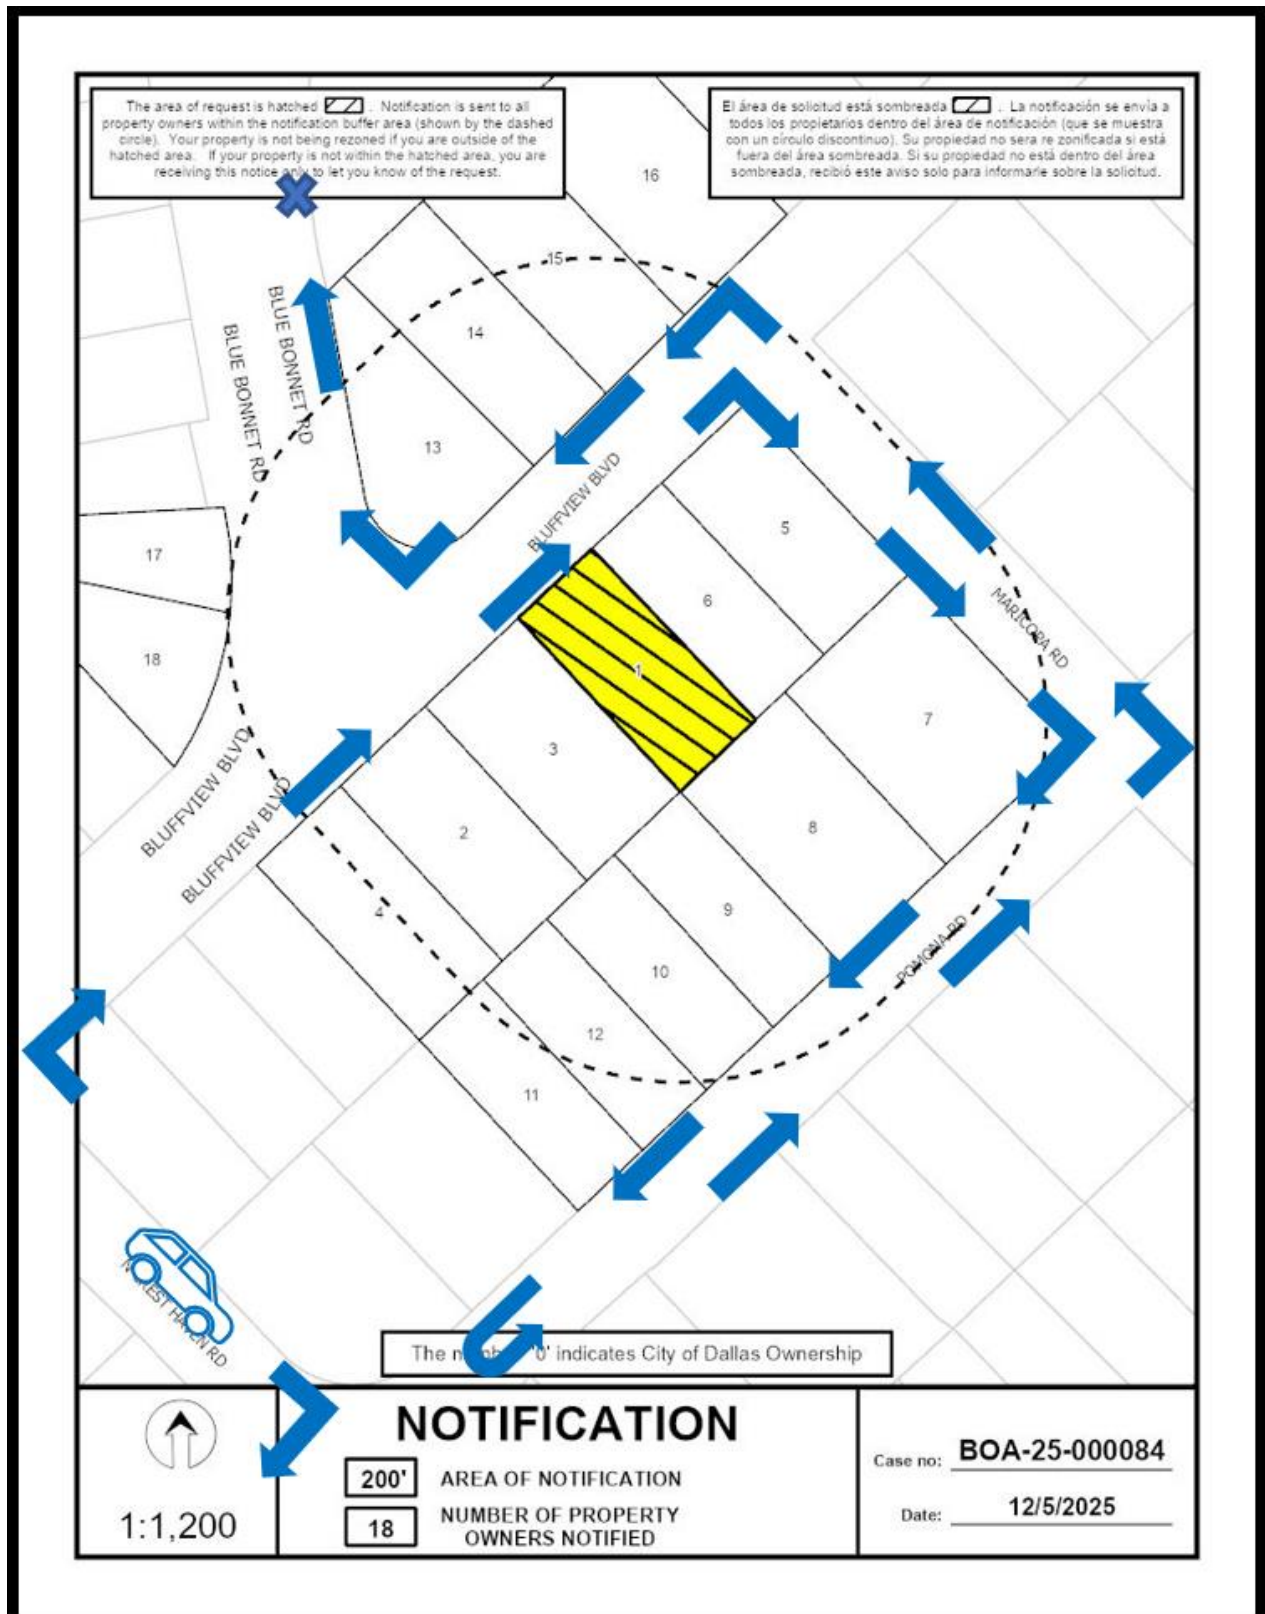 The area of request is hatched . Notification is sent to all
property owners within the notification buffer area (shown by the dashed
circle). Your property is not being rezoned if you are outside of the
hatched area. If your property is not within the hatched area, you are
receiving this notice only to let you know of the request.
El área de solicitud está sombreada . La notificación se envía a
todos los propietarios dentro del área de notificación (que se muestra
con un círculo discontinuo). Su propiedad no sera re zonificada si está
fuera del área sombreada. Si su propiedad no está dentro del área
sombreada, recibió este aviso solo para informarle sobre la solicitud.
16
15
14
BLUE BONNET RD
BLUE BONNET RD
13
BLUFFVIEW BLVD
5
17
6
MARICOPA RD
18
1
7
3
BLUFFVIEW BLVD
BLUFFVIEW BLVD
2
8
4
9
POMONA RD
10
12
11
HAVEN RD
The '0' indicates City of Dallas Ownership
1:1,200
NOTIFICATION
200' AREA OF NOTIFICATION
18 NUMBER OF PROPERTY
OWNERS NOTIFIED
Case no: BOA-25-000084
Date: 12/5/2025